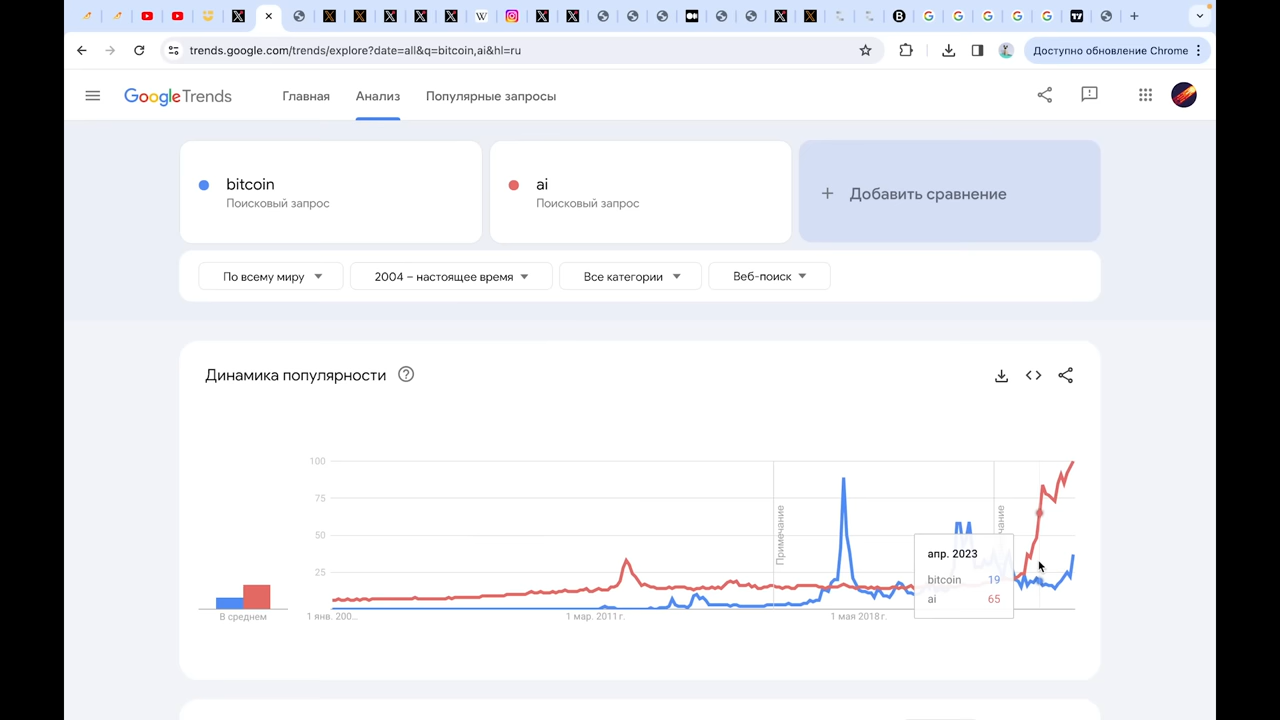 trends.google.com/trends/explore?date=all&q=bitcoin,ai&hl=ru
Доступно обновление Chrome
Google Trends
Главная
Анализ
Популярные запросы
bitcoin
Поисковый запрос
ai
Поисковый запрос
+ Добавить сравнение
По всему миру
2004 – настоящее время
Все категории
Веб-поиск
Динамика популярности
100
75
50
25
Примечание
чание
апр. 2023
bitcoin 19
ai 65
В среднем
1 янв. 200...
1 мар. 2011 г.
1 мая 2018 г.